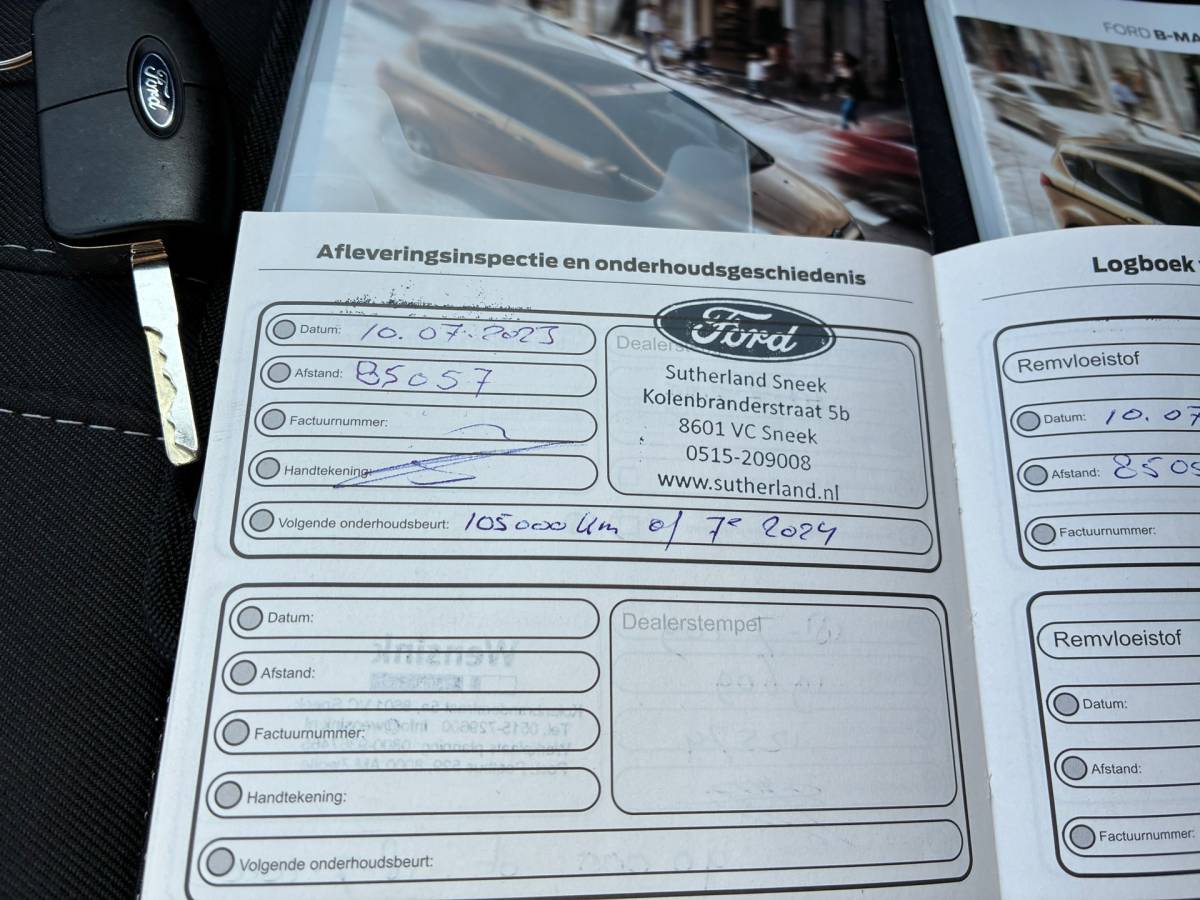 Ford
FORD B-MA
Afleveringsinspectie en onderhoudsgeschiedenis
Datum: 10.07.2023
Afstand: 85057
Factuurnummer:
Handtekening:
Dealerst
Ford
Sutherland Sneek
Kolenbranderstraat 5b
8601 VC Sneek
0515-209008
www.sutherland.nl
Volgende onderhoudsbeurt: 105000 km of 7e 2024
Datum:
Afstand:
Factuurnummer:
Handtekening:
Dealerstempel
Volgende onderhoudsbeurt:
Logboek
Remvloeistof
Datum: 10.07
Afstand: 850
Factuurnummer:
Remvloeistof
Datum:
Afstand:
Factuurnummer: